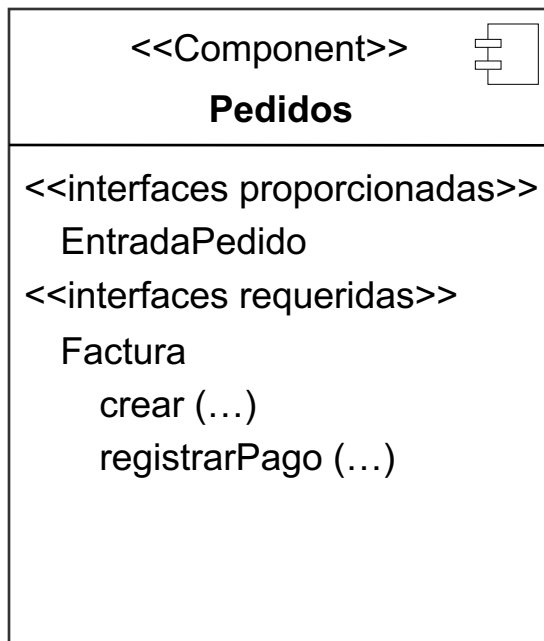 <<Component>>
Pedidos
<<interfaces proporcionadas>>
EntradaPedido
<<interfaces requeridas>>
Factura
crear (…)
registrarPago (…)